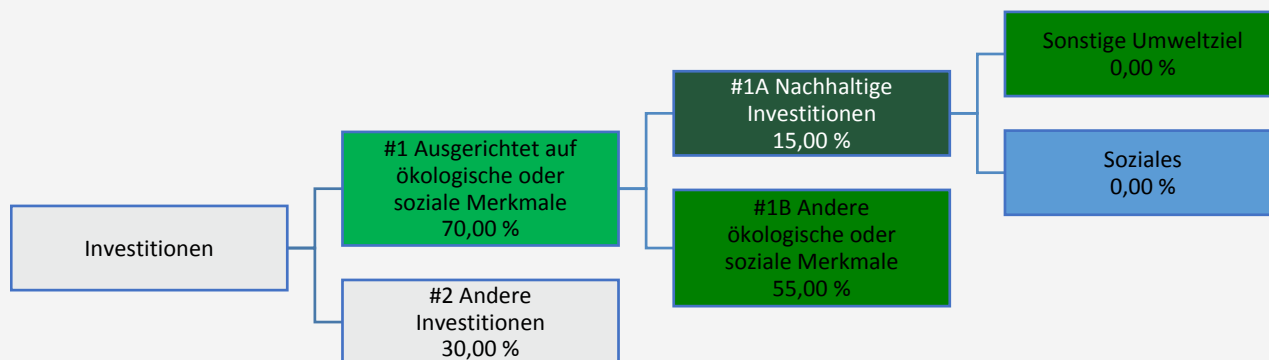 Investitionen
#1 Ausgerichtet auf
ökologische oder
soziale Merkmale
70,00 %
#2 Andere
Investitionen
30,00 %
#1A Nachhaltige
Investitionen
15,00 %
#1B Andere
ökologische oder
soziale Merkmale
55,00 %
Sonstige Umweltziel
0,00 %
Soziales
0,00 %